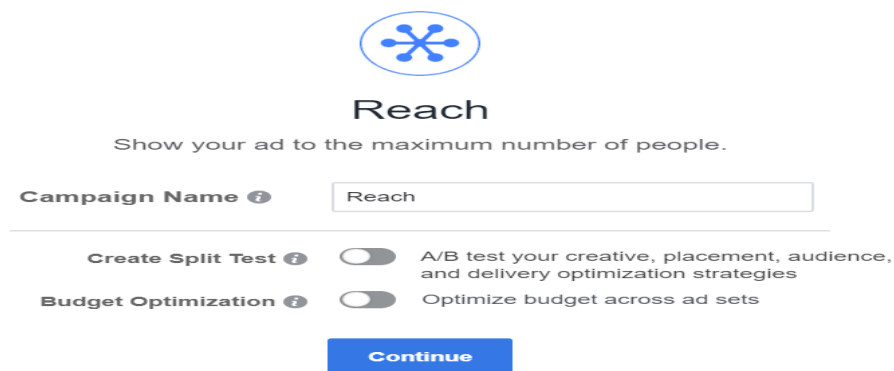 Reach
Show your ad to the maximum number of people.
Campaign Name
Reach
Create Split Test
A/B test your creative, placement, audience,
and delivery optimization strategies
Budget Optimization
Optimize budget across ad sets
Continue